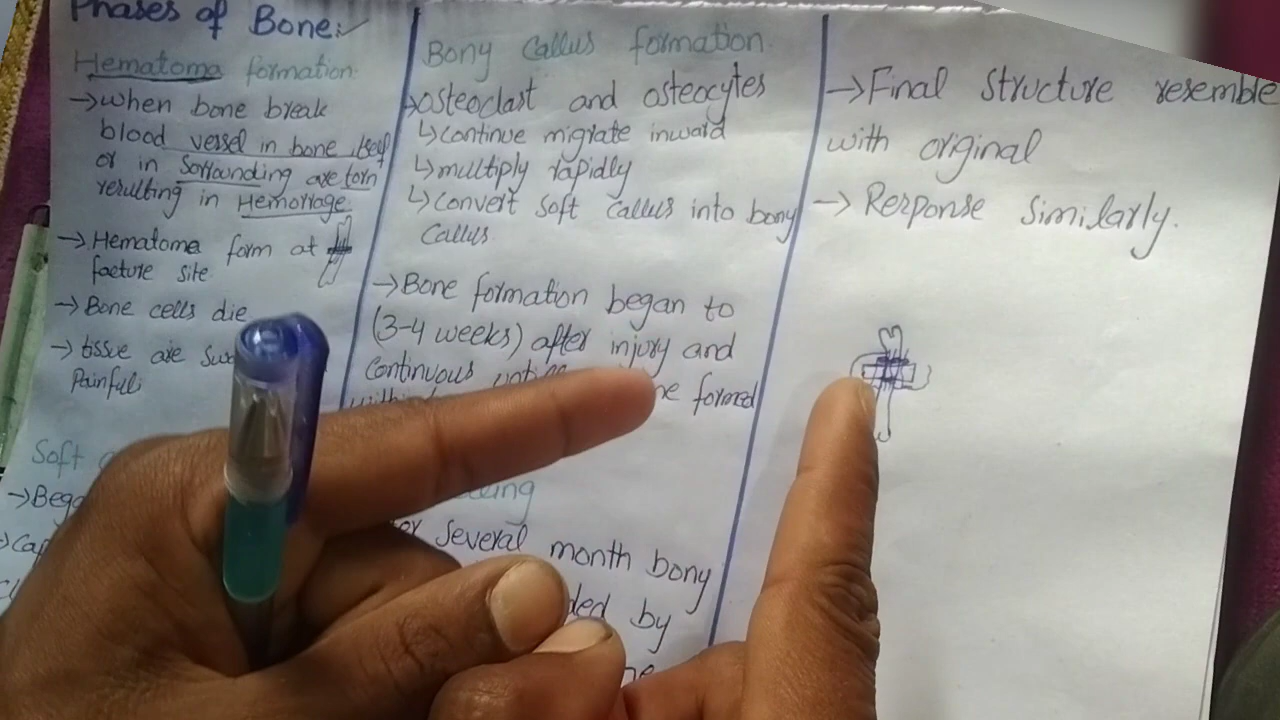 Phases of Bone:
Hematoma formation:
→when bone break
blood vessel in bone itself
or in Sorrounding are torn
resulting in Hemorrage.
→Hematoma form at
facture site
→Bone cells die
→tissue are
Painful;
Soft
Bony Callus formation
→osteoclast and osteocytes
↳continue migrate inward
↳multiply rapidly
↳convert soft callus into bony
callus.
→Bone formation began to
(3-4 weeks) after injury and
continuous
formed
several month bony
by
→Final structure resemble
with original
→Response similarly.